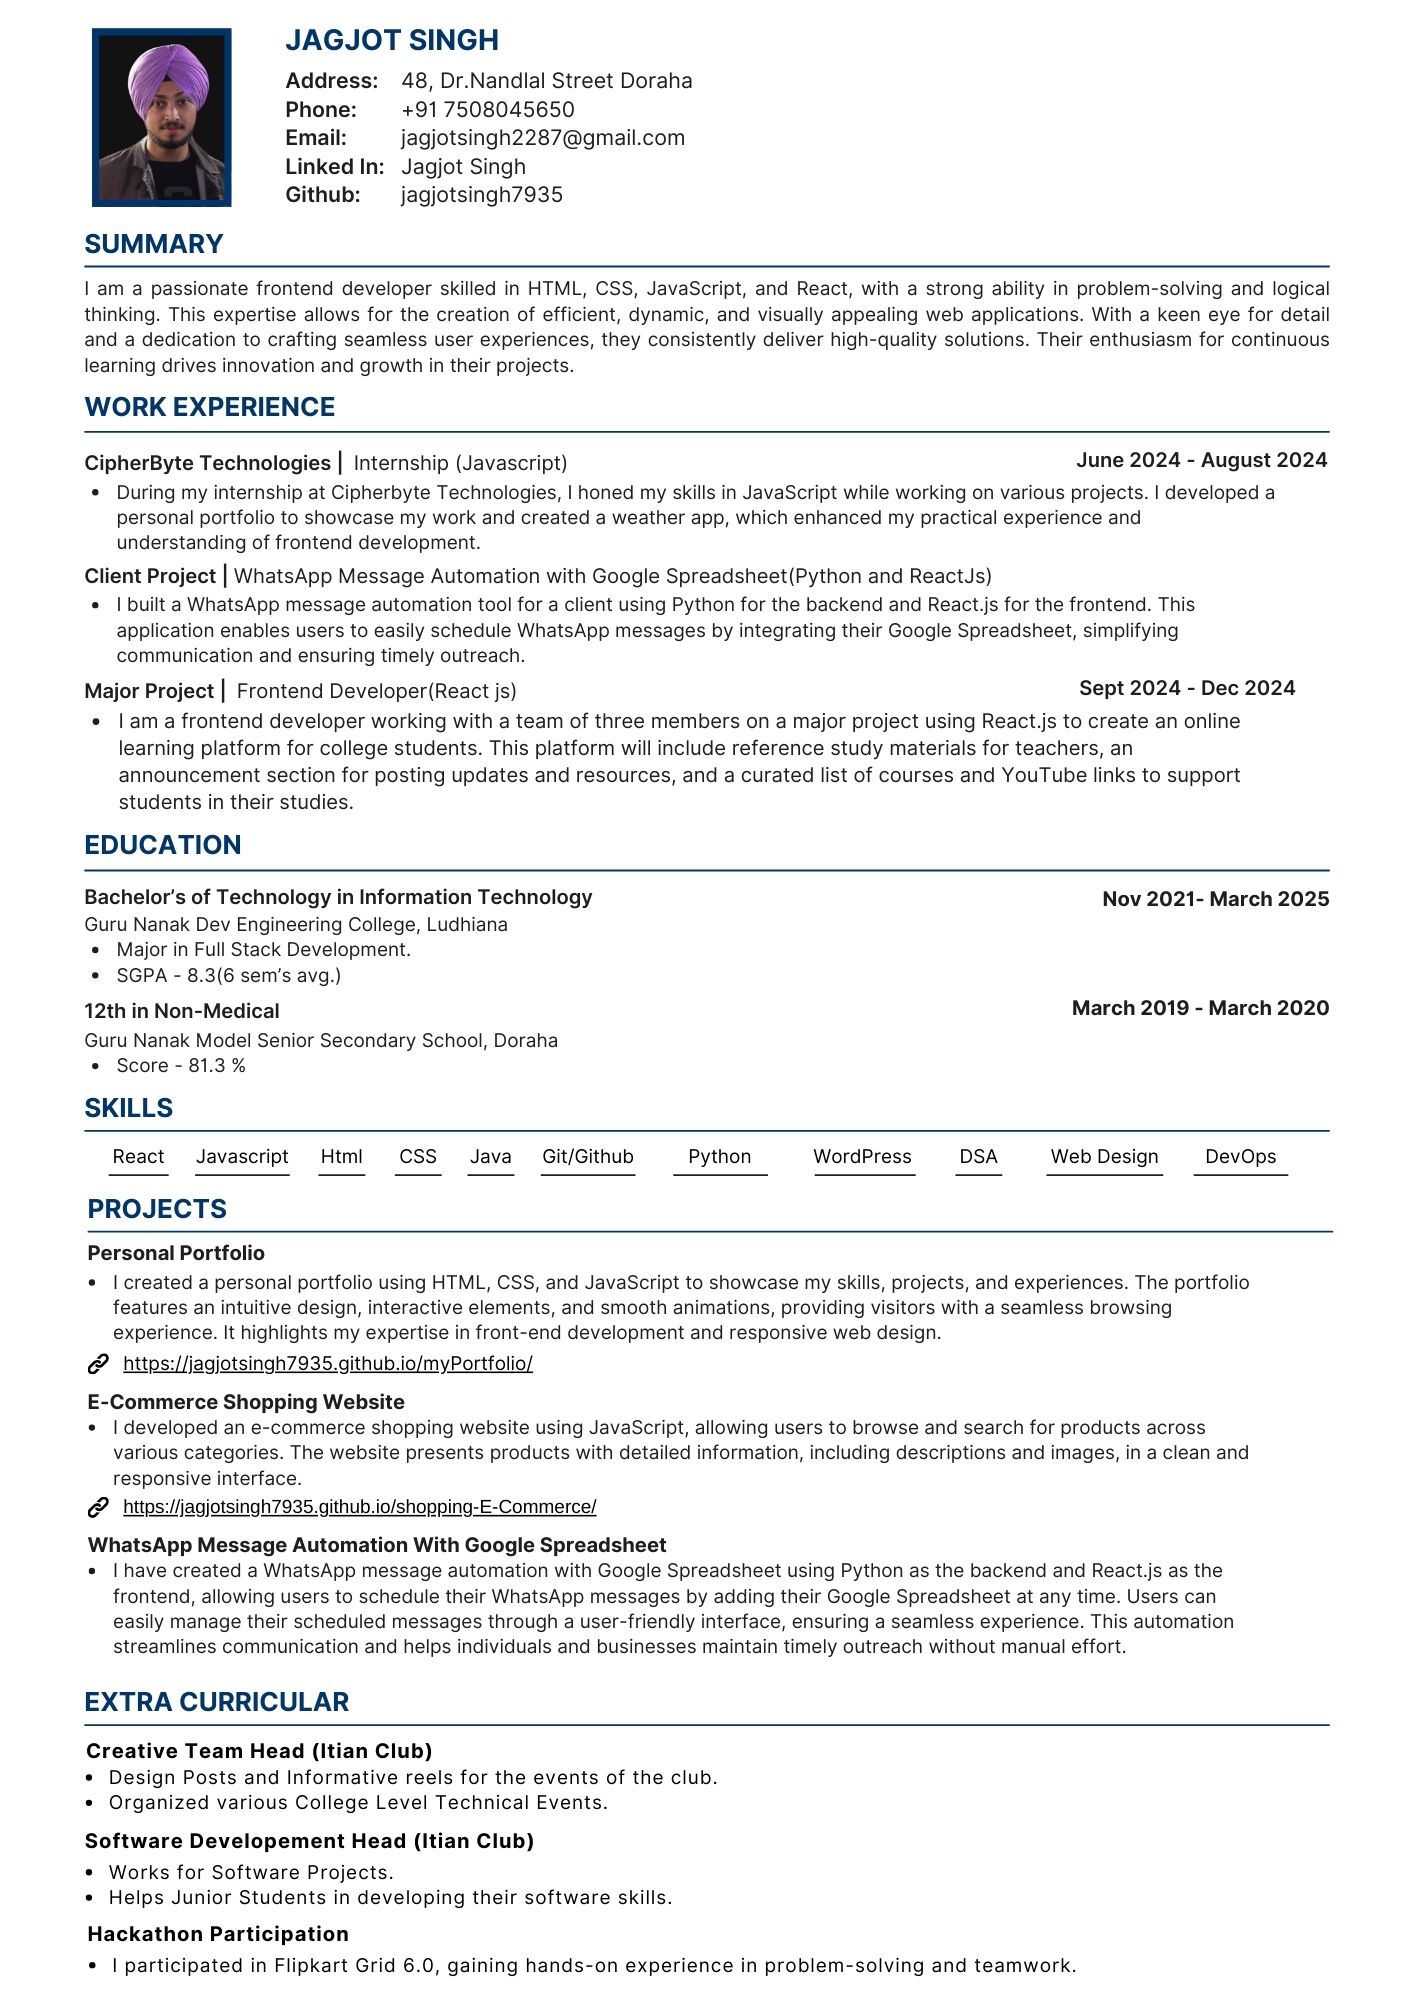 JAGJOT SINGH
Address: 48, Dr.Nandlal Street Doraha
Phone: +91 7508045650
Email: jagjotsingh2287@gmail.com
Linked In: Jagjot Singh
Github: jagjotsingh7935
SUMMARY
I am a passionate frontend developer skilled in HTML, CSS, JavaScript, and React, with a strong ability in problem-solving and logical
thinking. This expertise allows for the creation of efficient, dynamic, and visually appealing web applications. With a keen eye for detail
and a dedication to crafting seamless user experiences, they consistently deliver high-quality solutions. Their enthusiasm for continuous
learning drives innovation and growth in their projects.
WORK EXPERIENCE
CipherByte Technologies | Internship (Javascript) June 2024 - August 2024
• During my internship at Cipherbyte Technologies, I honed my skills in JavaScript while working on various projects. I developed a
personal portfolio to showcase my work and created a weather app, which enhanced my practical experience and
understanding of frontend development.
Client Project | WhatsApp Message Automation with Google Spreadsheet(Python and ReactJs)
• I built a WhatsApp message automation tool for a client using Python for the backend and React.js for the frontend. This
application enables users to easily schedule WhatsApp messages by integrating their Google Spreadsheet, simplifying
communication and ensuring timely outreach.
Major Project | Frontend Developer(React js) Sept 2024 - Dec 2024
• I am a frontend developer working with a team of three members on a major project using React.js to create an online
learning platform for college students. This platform will include reference study materials for teachers, an
announcement section for posting updates and resources, and a curated list of courses and YouTube links to support
students in their studies.
EDUCATION
Bachelor’s of Technology in Information Technology Nov 2021- March 2025
Guru Nanak Dev Engineering College, Ludhiana
• Major in Full Stack Development.
• SGPA - 8.3(6 sem’s avg.)
12th in Non-Medical March 2019 - March 2020
Guru Nanak Model Senior Secondary School, Doraha
• Score - 81.3 %
SKILLS
React Javascript Html CSS Java Git/Github Python WordPress DSA Web Design DevOps
PROJECTS
Personal Portfolio
• I created a personal portfolio using HTML, CSS, and JavaScript to showcase my skills, projects, and experiences. The portfolio
features an intuitive design, interactive elements, and smooth animations, providing visitors with a seamless browsing
experience. It highlights my expertise in front-end development and responsive web design.
https://jagjotsingh7935.github.io/myPortfolio/
E-Commerce Shopping Website
• I developed an e-commerce shopping website using JavaScript, allowing users to browse and search for products across
various categories. The website presents products with detailed information, including descriptions and images, in a clean and
responsive interface.
https://jagjotsingh7935.github.io/shopping-E-Commerce/
WhatsApp Message Automation With Google Spreadsheet
• I have created a WhatsApp message automation with Google Spreadsheet using Python as the backend and React.js as the
frontend, allowing users to schedule their WhatsApp messages by adding their Google Spreadsheet at any time. Users can
easily manage their scheduled messages through a user-friendly interface, ensuring a seamless experience. This automation
streamlines communication and helps individuals and businesses maintain timely outreach without manual effort.
EXTRA CURRICULAR
Creative Team Head (Itian Club)
• Design Posts and Informative reels for the events of the club.
• Organized various College Level Technical Events.
Software Developement Head (Itian Club)
• Works for Software Projects.
• Helps Junior Students in developing their software skills.
Hackathon Participation
• I participated in Flipkart Grid 6.0, gaining hands-on experience in problem-solving and teamwork.